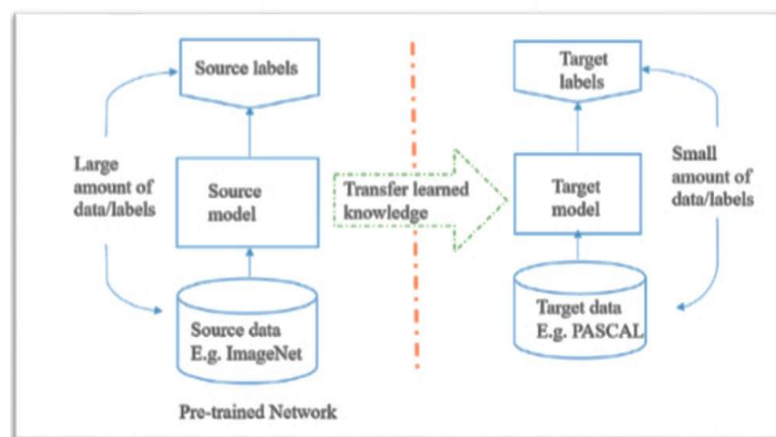 Source labels
Large
amount of
data/labels
Source
model
Source data
E.g. ImageNet
Pre-trained Network
Transfer learned
knowledge
Target
labels
Target
model
Small
amount of
data/labels
Target data
E.g. PASCAL